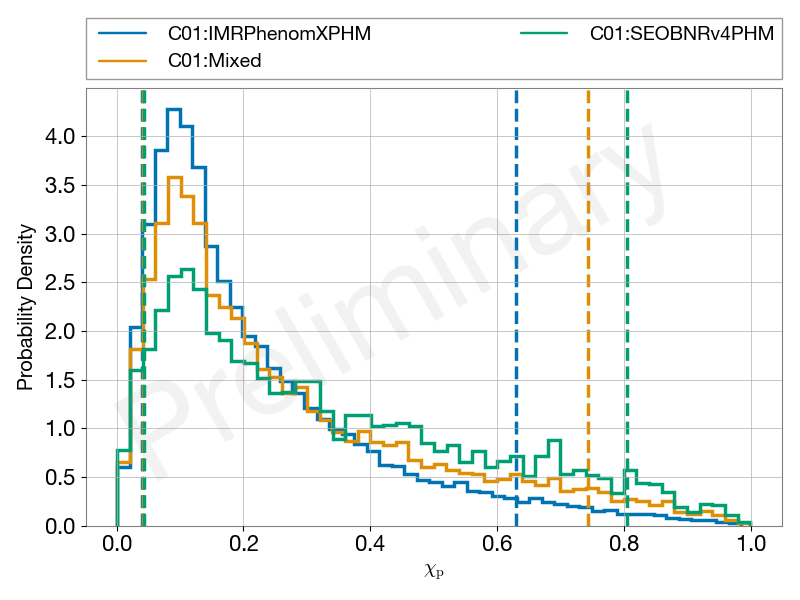 C01:IMRPhenomXPHM
C01:Mixed
C01:SEOBNRv4PHM
Preliminary
Probability Density
4.0
3.5
3.0
2.5
2.0
1.5
1.0
0.5
0.0
0.0 0.2 0.4 0.6 0.8 1.0
χp